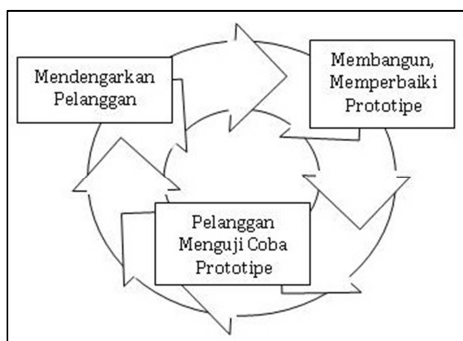 Mendengarkan
Pelanggan
Membangun,
Memperbaiki
Prototipe
Pelanggan
Menguji Coba
Prototipe